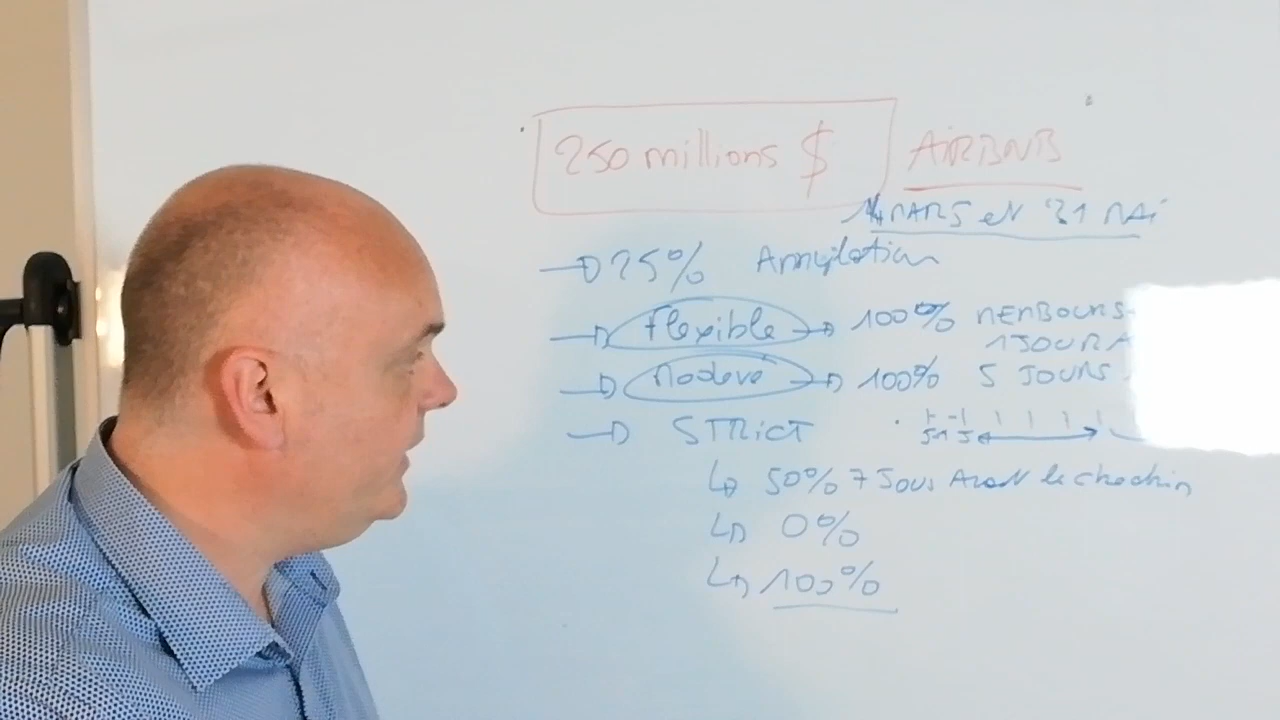 250 millions $ AiRBNB
14 MARS et 31 MAi
25% Annulation
Flexible 100% REMBOURS
1 JOUR A
Modéré 100% 5 JOURS
STRICT
50% 7 Jours Avant le checkin
0%
100%